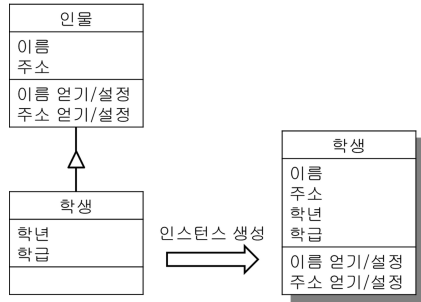 인물
이름
주소
이름 얻기/설정
주소 얻기/설정
학생
학년
학급
인스턴스 생성
학생
이름
주소
학년
학급
이름 얻기/설정
주소 얻기/설정